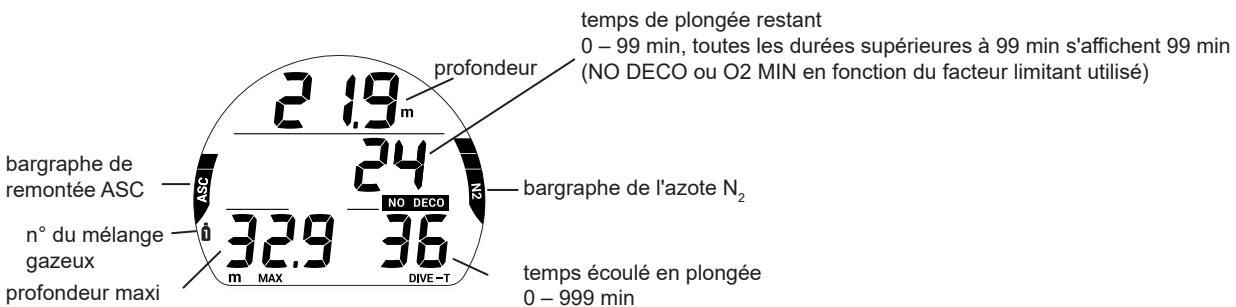 temps de plongée restant
0 – 99 min, toutes les durées supérieures à 99 min s'affichent 99 min
(NO DECO ou O2 MIN en fonction du facteur limitant utilisé)
profondeur
21.9 m
24
NO DECO
bargraphe de
remontée ASC
ASC
N2
bargraphe de l'azote N₂
n° du mélange
gazeux
1
32.9
36
m MAX
DIVE–T
profondeur maxi
temps écoulé en plongée
0 – 999 min